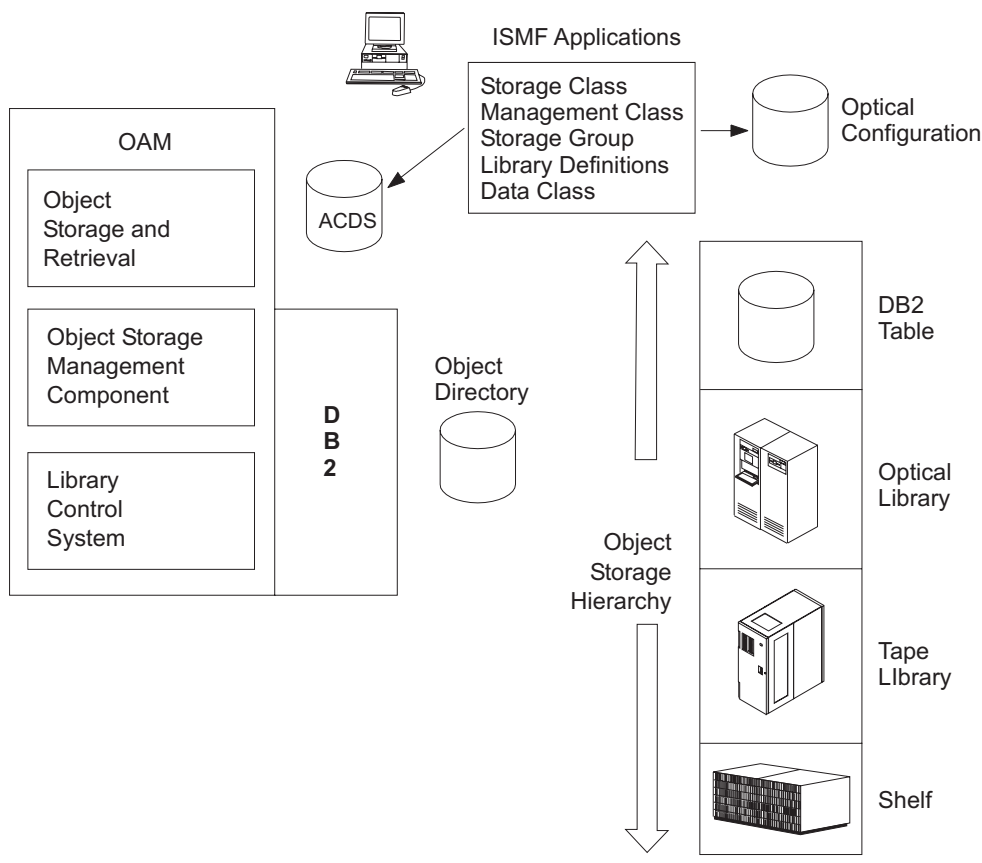 ISMF Applications
Storage Class
Management Class
Storage Group
Library Definitions
Data Class
Optical
Configuration
OAM
Object
Storage and
Retrieval
ACDS
Object Storage
Management
Component
Library
Control
System
D
B
2
Object
Directory
Object
Storage
Hierarchy
DB2
Table
Optical
Library
Tape
LIbrary
Shelf